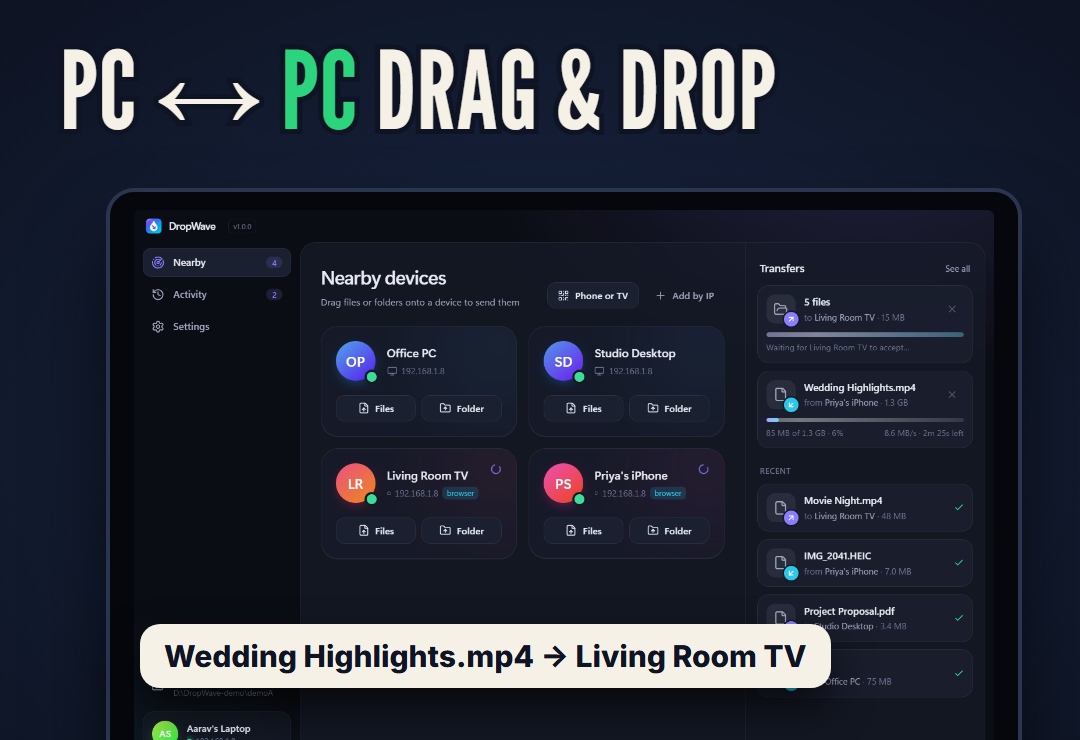 PC ↔ PC DRAG & DROP
DropWave v1.0.0
Nearby 4
Activity 2
Settings
Nearby devices
Drag files or folders onto a device to send them
Phone or TV
+ Add by IP
OP Office PC
192.168.1.8
Files Folder
SD Studio Desktop
192.168.1.8
Files Folder
LR Living Room TV
192.168.1.8 browser
Files Folder
PS Priya's iPhone
192.168.1.8 browser
Files Folder
Transfers See all
5 files
to Living Room TV · 15 MB
Waiting for Living Room TV to accept...
Wedding Highlights.mp4
from Priya's iPhone · 1.3 GB
85 MB of 1.3 GB · 6% 8.6 MB/s · 2m 25s left
RECENT
Movie Night.mp4
to Living Room TV · 48 MB
IMG_2041.HEIC
from Priya's iPhone · 7.0 MB
Project Proposal.pdf
Studio Desktop · 3.4 MB
Office PC · 75 MB
Wedding Highlights.mp4 → Living Room TV
D:\DropWave-demo\demoA
AS Aarav's Laptop